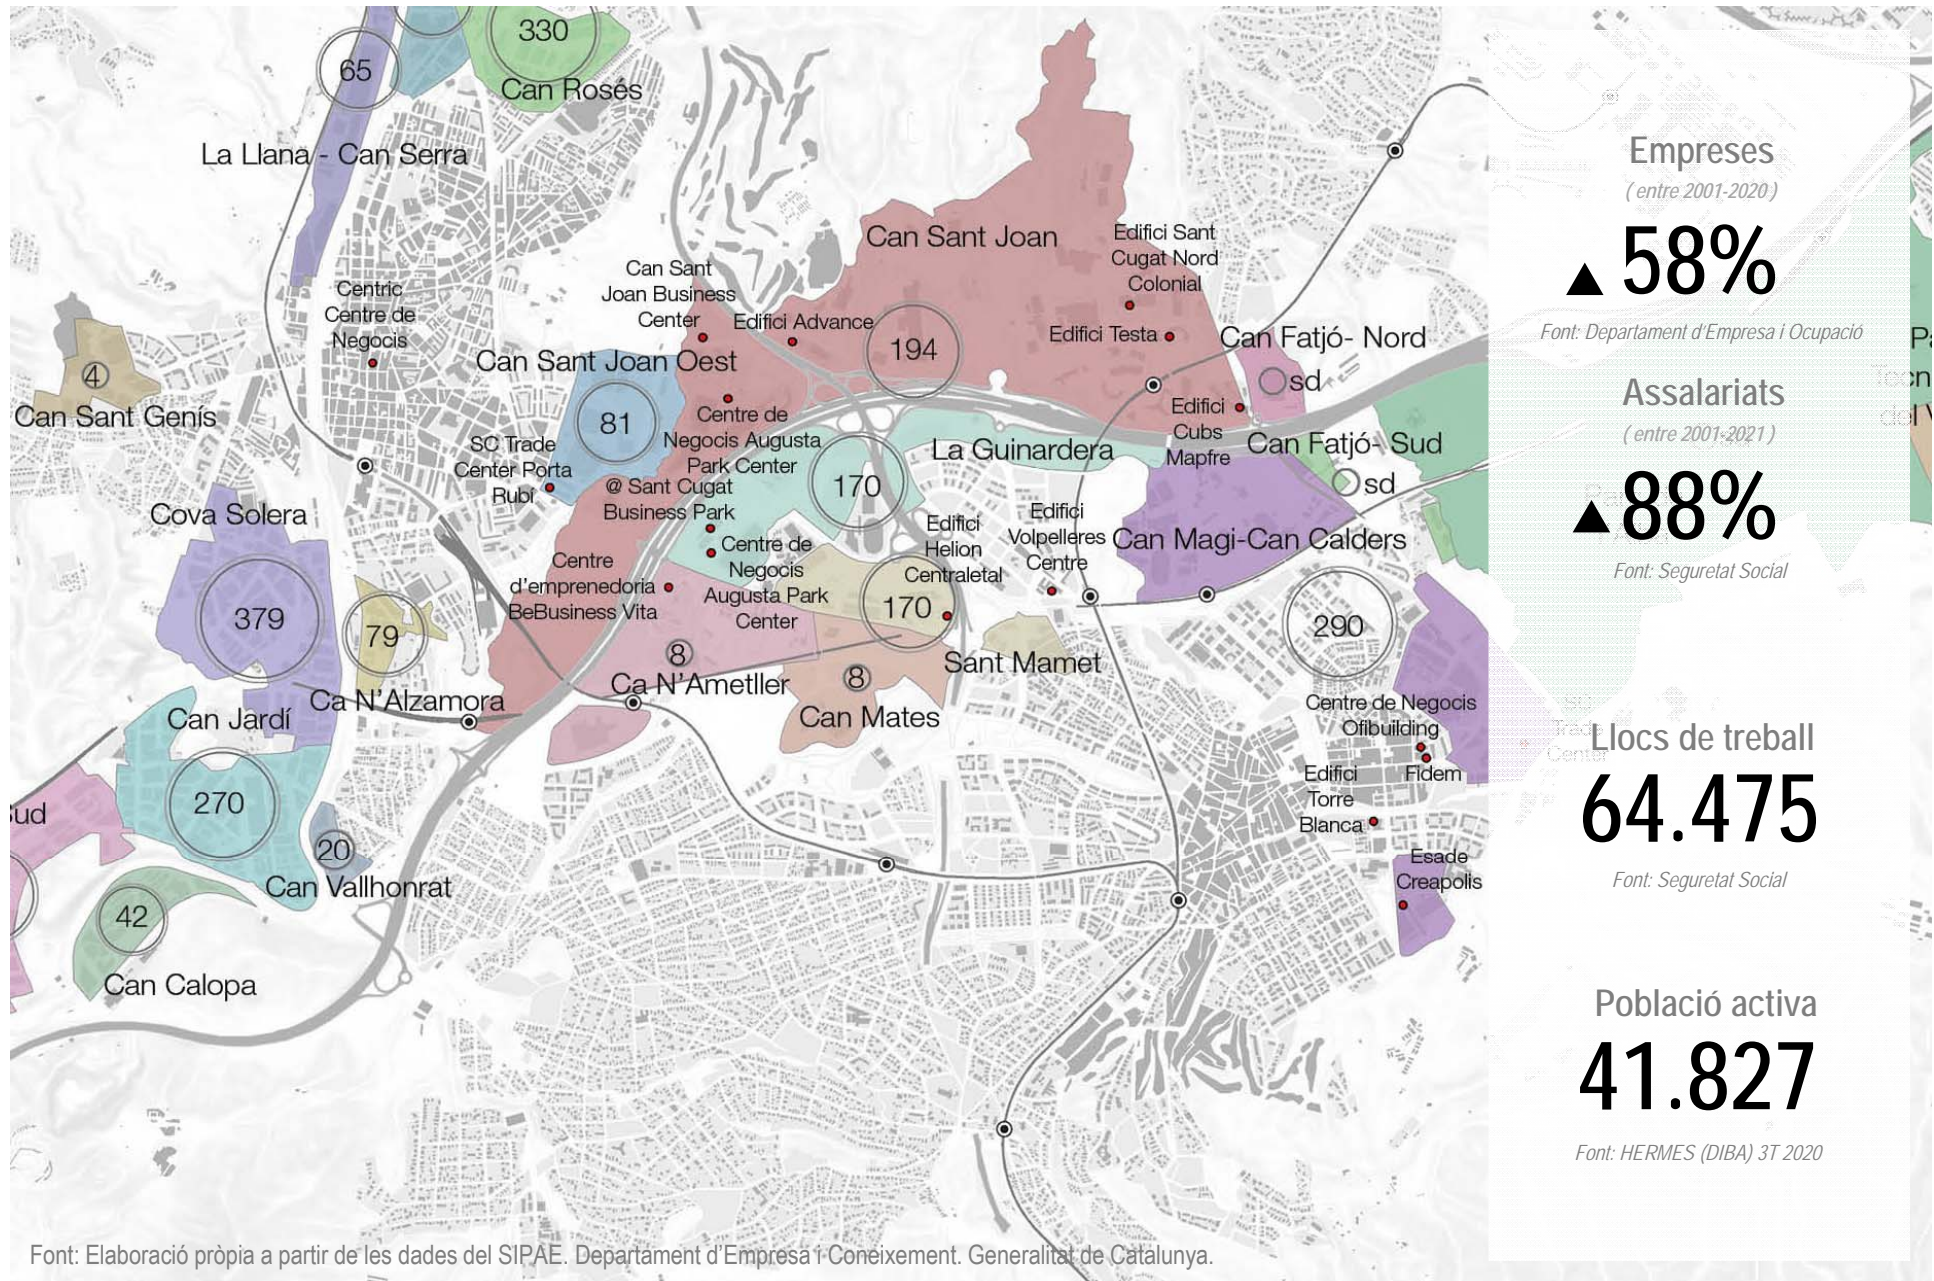 330
65
Can Rosés
La Llana - Can Serra
Can Sant Joan
Edifici Sant
Cugat Nord
Colonial
Can Sant
Joan Business
Center
Centric
Centre de
Negocis
Edifici Advance
Edifici Testa
194
Can Fatjó- Nord
sd
Can Sant Joan Oest
4
Can Sant Genís
81
Centre de
Negocis Augusta
Park Center
Edifici
Cubs
Mapfre
SC Trade
Center Porta
Rubí
La Guinardera
Can Fatjó- Sud
sd
170
@ Sant Cugat
Business Park
Cova Solera
Edifici
Helion
Centraletal
Edifici
Volpelleres
Centre
Can Magi-Can Calders
Centre
d'emprenedoria
BeBusiness Vita
Centre de
Negocis
Augusta Park
Center
379
79
170
290
8
Sant Mamet
Ca N'Alzamora
Ca N'Ametller
8
Can Mates
Can Jardí
Centre de Negocis
Ofibuilding
Fidem
270
ud
Edifici
Torre
Blanca
20
Can Vallhonrat
Esade
Creapolis
42
Can Calopa
Empreses
( entre 2001-2020 )
▲ 58%
Font: Departament d'Empresa i Ocupació
Assalariats
( entre 2001-2021 )
▲ 88%
Font: Seguretat Social
Llocs de treball
64.475
Font: Seguretat Social
Població activa
41.827
Font: HERMES (DIBA) 3T 2020
Font: Elaboració pròpia a partir de les dades del SIPAE. Departament d'Empresa i Coneixement. Generalitat de Catalunya.